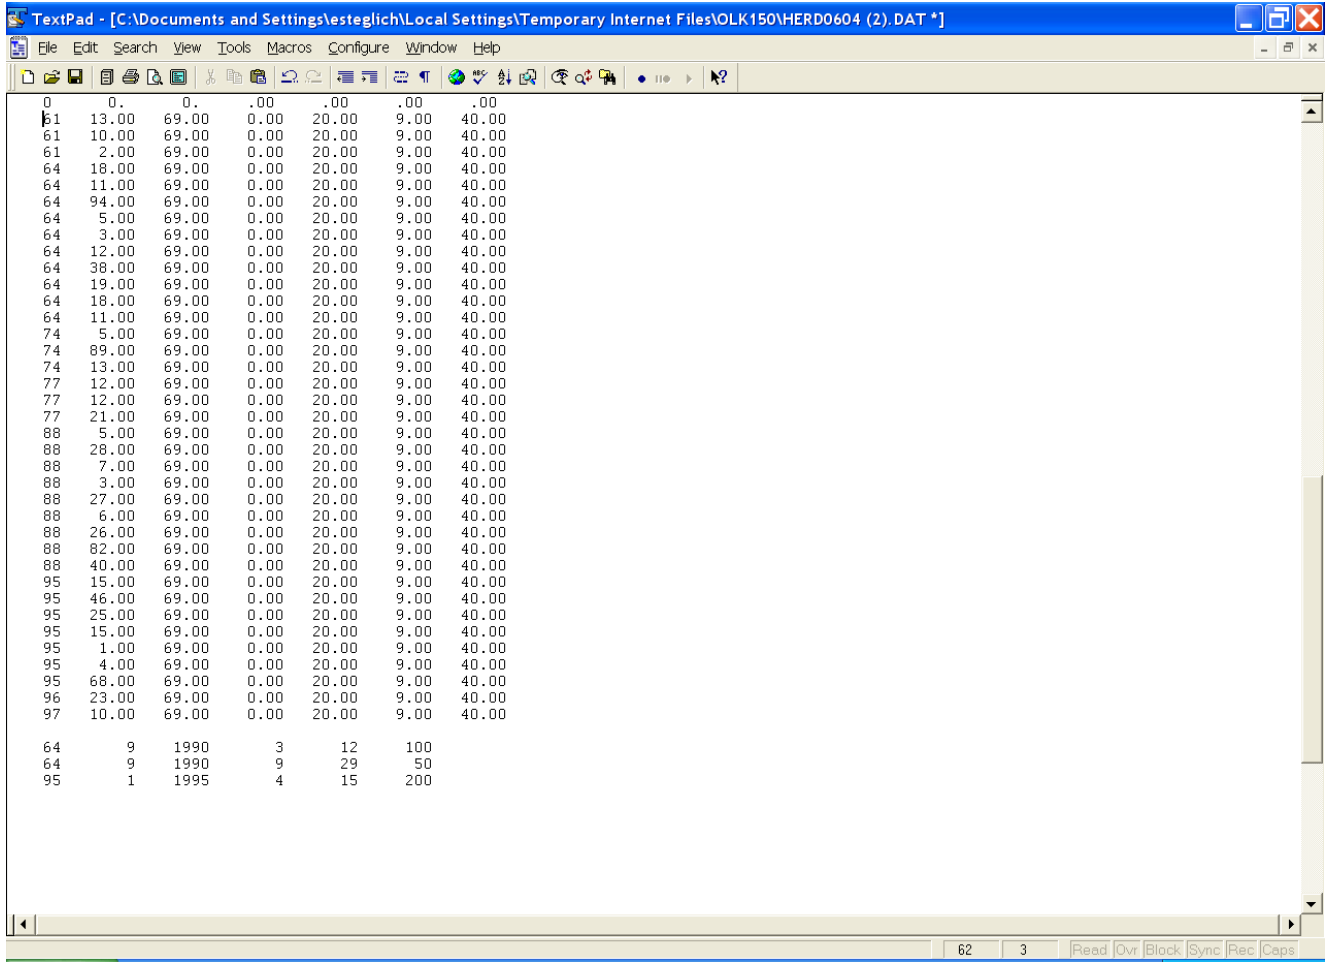 TextPad - [C:\Documents and Settings\esteglich\Local Settings\Temporary Internet Files\OLK150\HERD0604 (2).DAT *]
File Edit Search View Tools Macros Configure Window Help
0 0. 0. .00 .00 .00 .00
61 13.00 69.00 0.00 20.00 9.00 40.00
61 10.00 69.00 0.00 20.00 9.00 40.00
61 2.00 69.00 0.00 20.00 9.00 40.00
64 18.00 69.00 0.00 20.00 9.00 40.00
64 11.00 69.00 0.00 20.00 9.00 40.00
64 94.00 69.00 0.00 20.00 9.00 40.00
64 5.00 69.00 0.00 20.00 9.00 40.00
64 3.00 69.00 0.00 20.00 9.00 40.00
64 12.00 69.00 0.00 20.00 9.00 40.00
64 38.00 69.00 0.00 20.00 9.00 40.00
64 19.00 69.00 0.00 20.00 9.00 40.00
64 18.00 69.00 0.00 20.00 9.00 40.00
64 11.00 69.00 0.00 20.00 9.00 40.00
74 5.00 69.00 0.00 20.00 9.00 40.00
74 89.00 69.00 0.00 20.00 9.00 40.00
74 13.00 69.00 0.00 20.00 9.00 40.00
77 12.00 69.00 0.00 20.00 9.00 40.00
77 12.00 69.00 0.00 20.00 9.00 40.00
77 21.00 69.00 0.00 20.00 9.00 40.00
88 5.00 69.00 0.00 20.00 9.00 40.00
88 28.00 69.00 0.00 20.00 9.00 40.00
88 7.00 69.00 0.00 20.00 9.00 40.00
88 3.00 69.00 0.00 20.00 9.00 40.00
88 27.00 69.00 0.00 20.00 9.00 40.00
88 6.00 69.00 0.00 20.00 9.00 40.00
88 26.00 69.00 0.00 20.00 9.00 40.00
88 82.00 69.00 0.00 20.00 9.00 40.00
88 40.00 69.00 0.00 20.00 9.00 40.00
95 15.00 69.00 0.00 20.00 9.00 40.00
95 46.00 69.00 0.00 20.00 9.00 40.00
95 25.00 69.00 0.00 20.00 9.00 40.00
95 15.00 69.00 0.00 20.00 9.00 40.00
95 1.00 69.00 0.00 20.00 9.00 40.00
95 4.00 69.00 0.00 20.00 9.00 40.00
95 68.00 69.00 0.00 20.00 9.00 40.00
96 23.00 69.00 0.00 20.00 9.00 40.00
97 10.00 69.00 0.00 20.00 9.00 40.00
64 9 1990 3 12 100
64 9 1990 9 29 50
95 1 1995 4 15 200
62 3 Read Ovr Block Sync Rec Caps